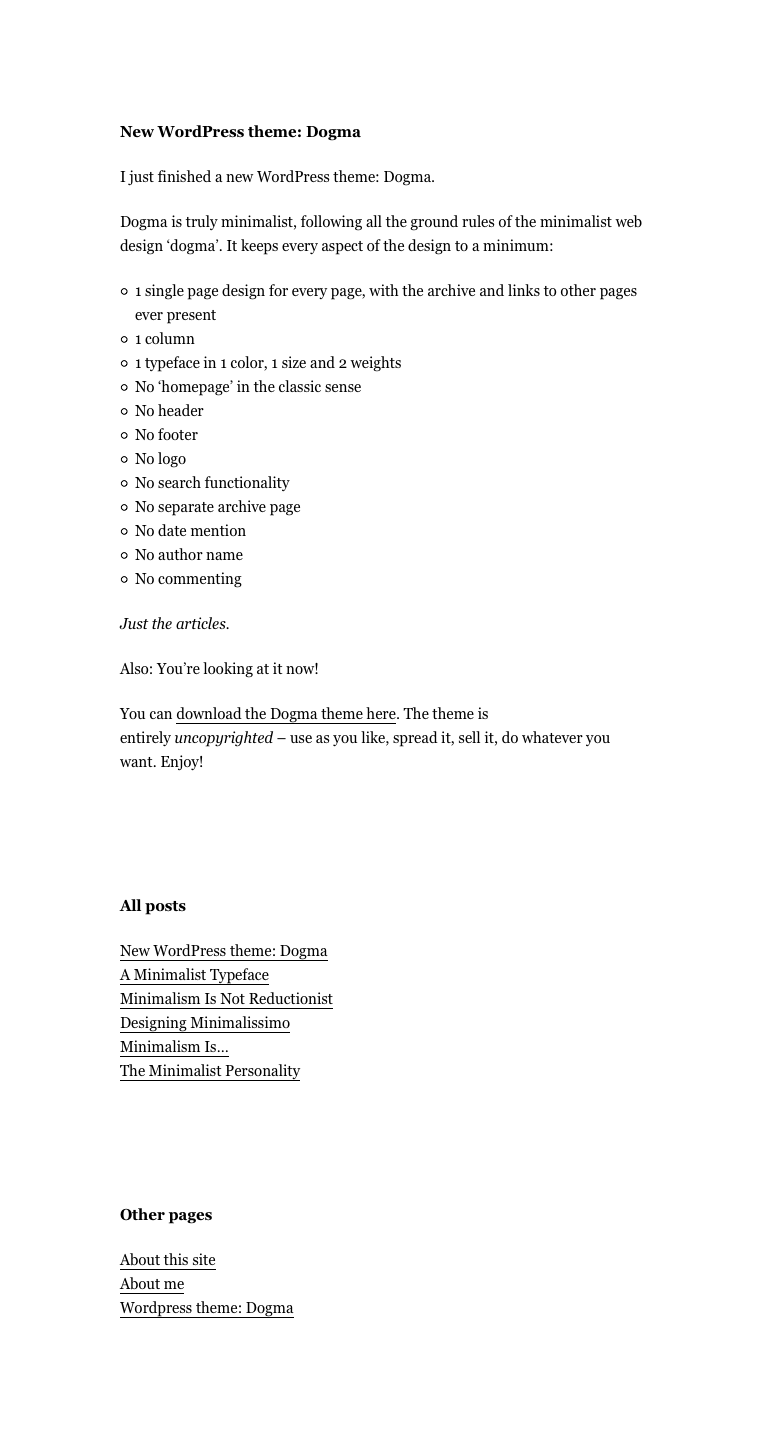 New WordPress theme: Dogma
I just finished a new WordPress theme: Dogma.
Dogma is truly minimalist, following all the ground rules of the minimalist web
design ‘dogma’. It keeps every aspect of the design to a minimum:
1 single page design for every page, with the archive and links to other pages
ever present
1 column
1 typeface in 1 color, 1 size and 2 weights
No ‘homepage’ in the classic sense
No header
No footer
No logo
No search functionality
No separate archive page
No date mention
No author name
No commenting
Just the articles.
Also: You’re looking at it now!
You can download the Dogma theme here. The theme is
entirely uncopyrighted – use as you like, spread it, sell it, do whatever you
want. Enjoy!
All posts
New WordPress theme: Dogma
A Minimalist Typeface
Minimalism Is Not Reductionist
Designing Minimalissimo
Minimalism Is…
The Minimalist Personality
Other pages
About this site
About me
Wordpress theme: Dogma